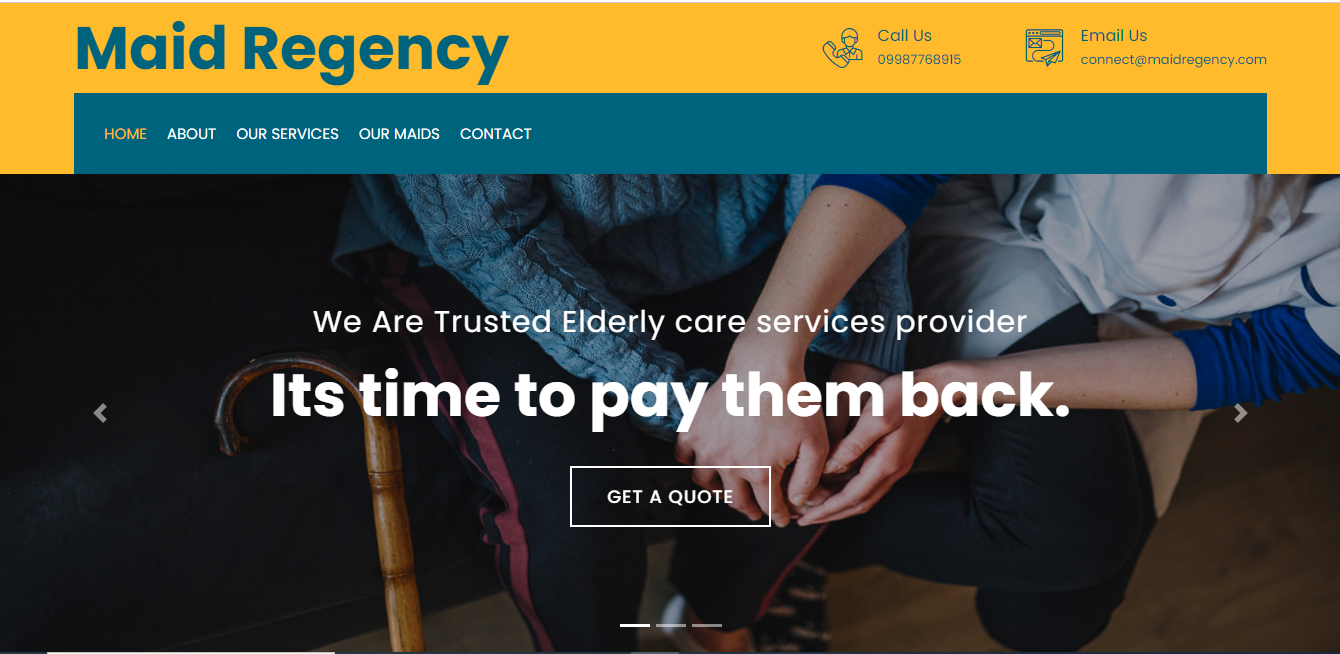 Maid Regency
Call Us
09987768915
Email Us
connect@maidregency.com
HOME ABOUT OUR SERVICES OUR MAIDS CONTACT
We Are Trusted Elderly care services provider
Its time to pay them back.
GET A QUOTE